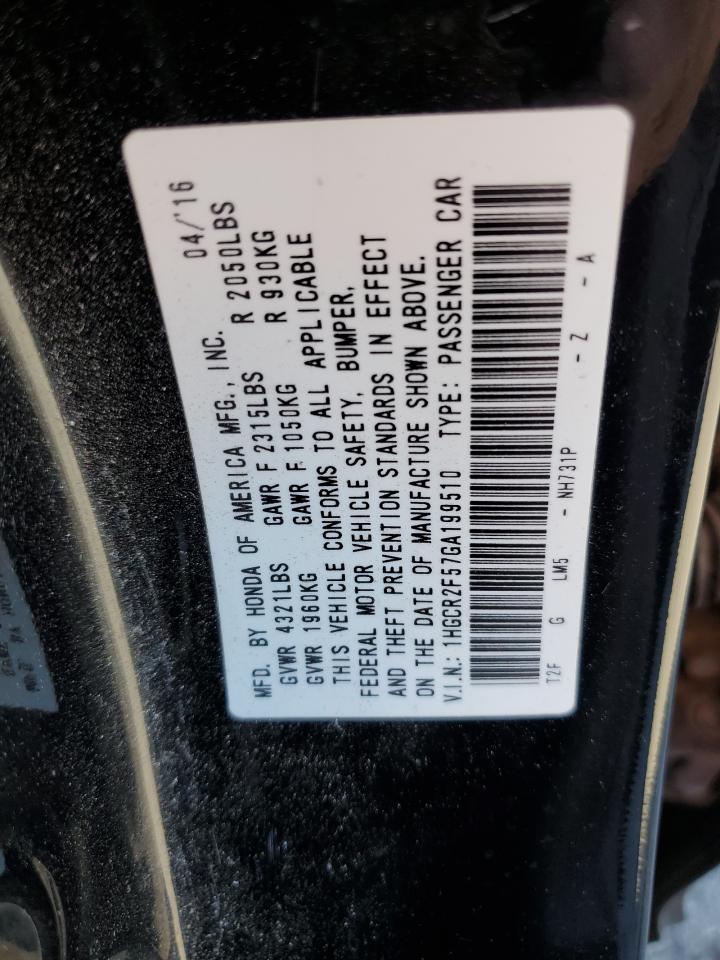 MFD. BY HONDA OF AMERICA MFG., INC. 04/'16
GVWR 4321LBS GAWR F 2315LBS R 2050LBS
GVWR 1960KG GAWR F 1050KG R 930KG
THIS VEHICLE CONFORMS TO ALL APPLICABLE
FEDERAL MOTOR VEHICLE SAFETY, BUMPER,
AND THEFT PREVENTION STANDARDS IN EFFECT
ON THE DATE OF MANUFACTURE SHOWN ABOVE.
V.I.N.: 1HGCR2F57GA199510 TYPE: PASSENGER CAR
T2F G LM5 - NH731P - Z - A